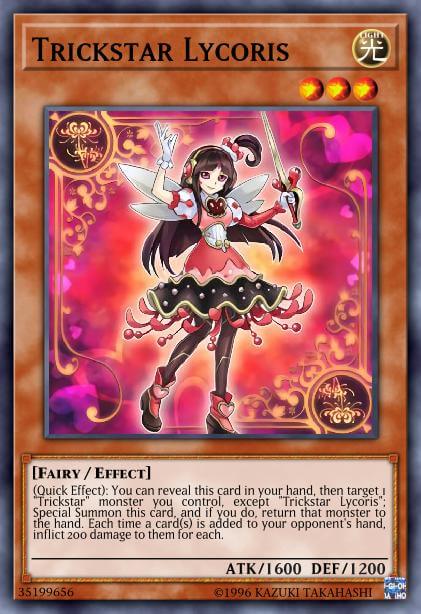 Trickstar Lycoris
LIGHT
光
[Fairy / Effect]
(Quick Effect): You can reveal this card in your hand, then target 1
"Trickstar" monster you control, except "Trickstar Lycoris";
Special Summon this card, and if you do, return that monster to
the hand. Each time a card(s) is added to your opponent's hand,
inflict 200 damage to them for each.
ATK/1600 DEF/1200
35199656
©1996 KAZUKI TAKAHASHI